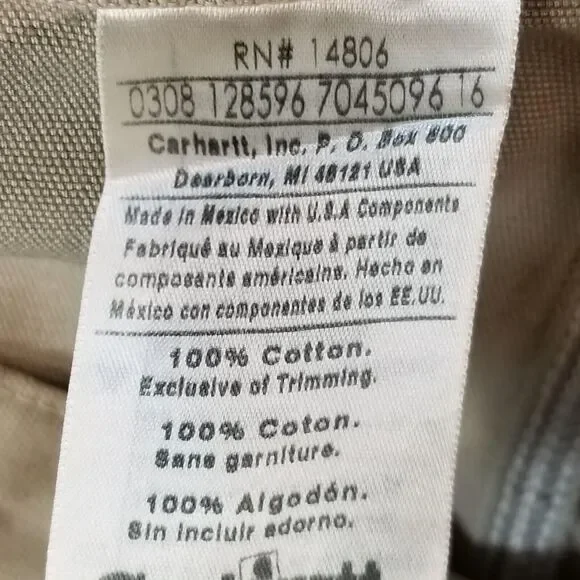 RN# 14806
0308 128596 7045096 16
Carhartt, Inc. P. O. Box 600
Dearborn, MI 48121 USA
Made in Mexico with U.S.A Components
Fabriqué au Mexique à partir de
composants américains. Hecho en
México con componentes de los EE.UU.
100% Cotton.
Exclusive of Trimming.
100% Coton.
Sans garniture.
100% Algodón.
Sin incluir adorno.